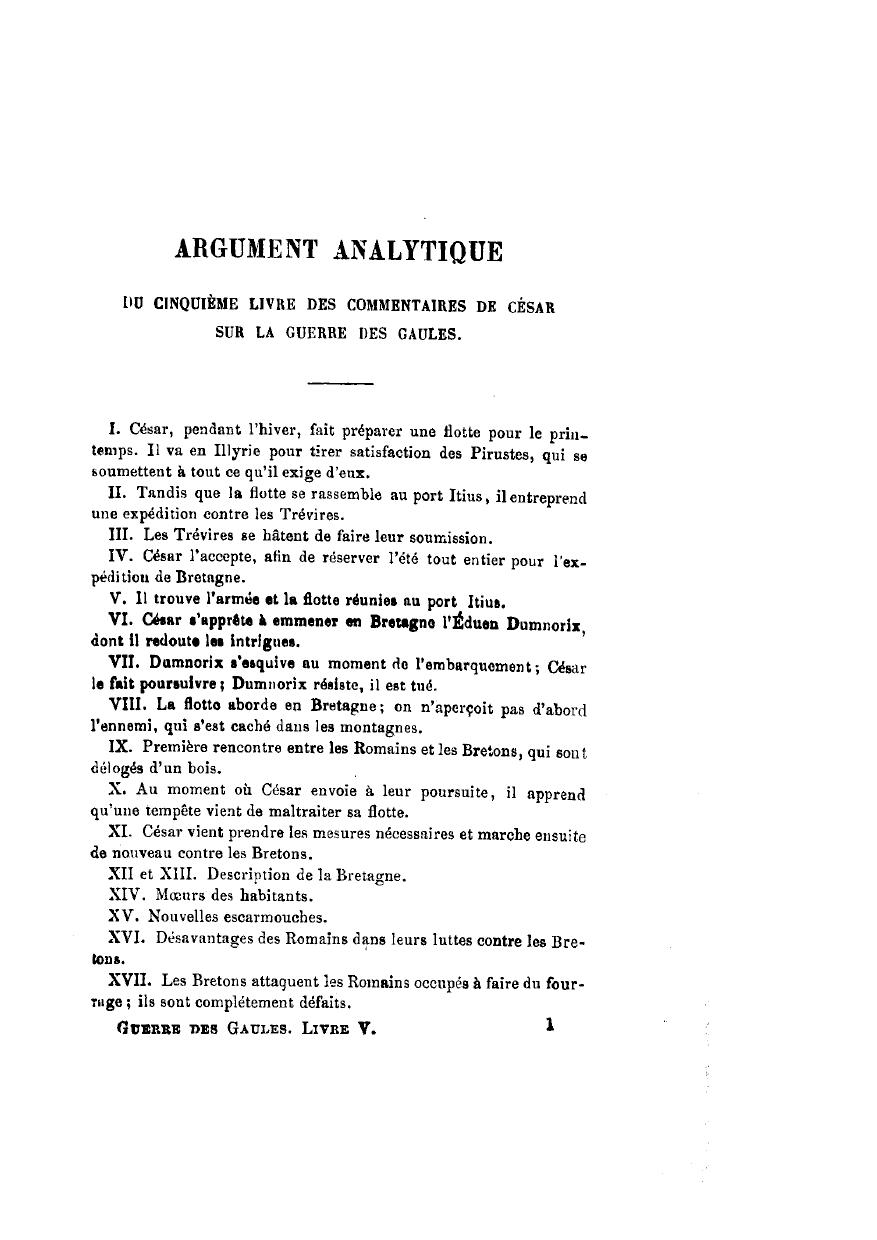 ARGUMENT ANALYTIQUE
DU CINQUIÈME LIVRE DES COMMENTAIRES DE CÉSAR
SUR LA GUERRE DES GAULES.
I. César, pendant l'hiver, fait préparer une flotte pour le prin-
temps. Il va en Illyrie pour tirer satisfaction des Pirustes, qui se
soumettent à tout ce qu'il exige d'eux.
II. Tandis que la flotte se rassemble au port Itius, il entreprend
une expédition contre les Trévires.
III. Les Trévires se hâtent de faire leur soumission.
IV. César l'accepte, afin de réserver l'été tout entier pour l'ex-
pédition de Bretagne.
V. Il trouve l'armée et la flotte réunies au port Itius.
VI. César s'apprête à emmener en Bretagne l'Éduen Dumnorix,
dont il redoute les intrigues.
VII. Dumnorix s'esquive au moment de l'embarquement ; César
le fait poursuivre ; Dumnorix résiste, il est tué.
VIII. La flotte aborde en Bretagne ; on n'aperçoit pas d'abord
l'ennemi, qui s'est caché dans les montagnes.
IX. Première rencontre entre les Romains et les Bretons, qui sont
délogés d'un bois.
X. Au moment où César envoie à leur poursuite, il apprend
qu'une tempête vient de maltraiter sa flotte.
XI. César vient prendre les mesures nécessaires et marche ensuite
de nouveau contre les Bretons.
XII et XIII. Description de la Bretagne.
XIV. Mœurs des habitants.
XV. Nouvelles escarmouches.
XVI. Désavantages des Romains dans leurs luttes contre les Bre-
tons.
XVII. Les Bretons attaquent les Romains occupés à faire du four-
rage ; ils sont complétement défaits.
GUERRE DES GAULES. LIVRE V. 1